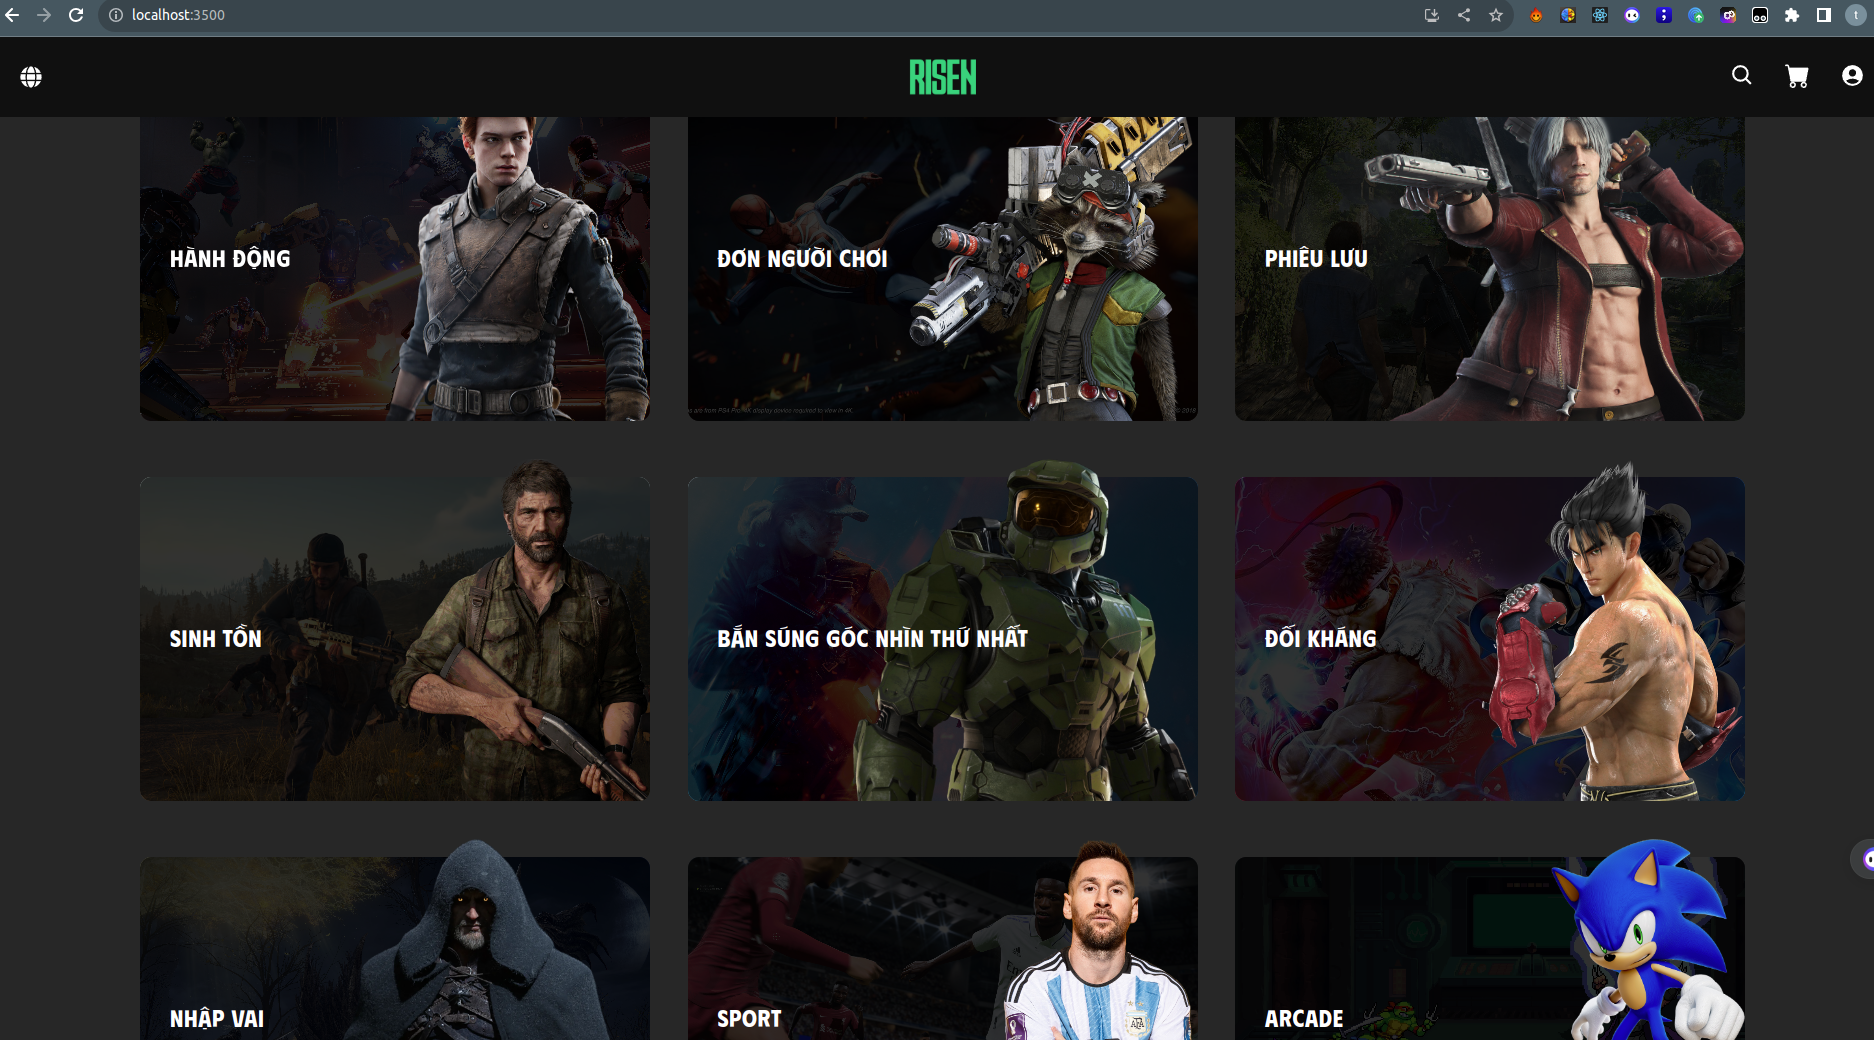 localhost:3500
t
RISEN
HÀNH ĐỘNG
ĐƠN NGƯỜI CHƠI
PHIÊU LƯU
SINH TỒN
BẮN SÚNG GÓC NHÌN THỨ NHẤT
ĐỐI KHÁNG
NHẬP VAI
SPORT
ARCADE
AFA